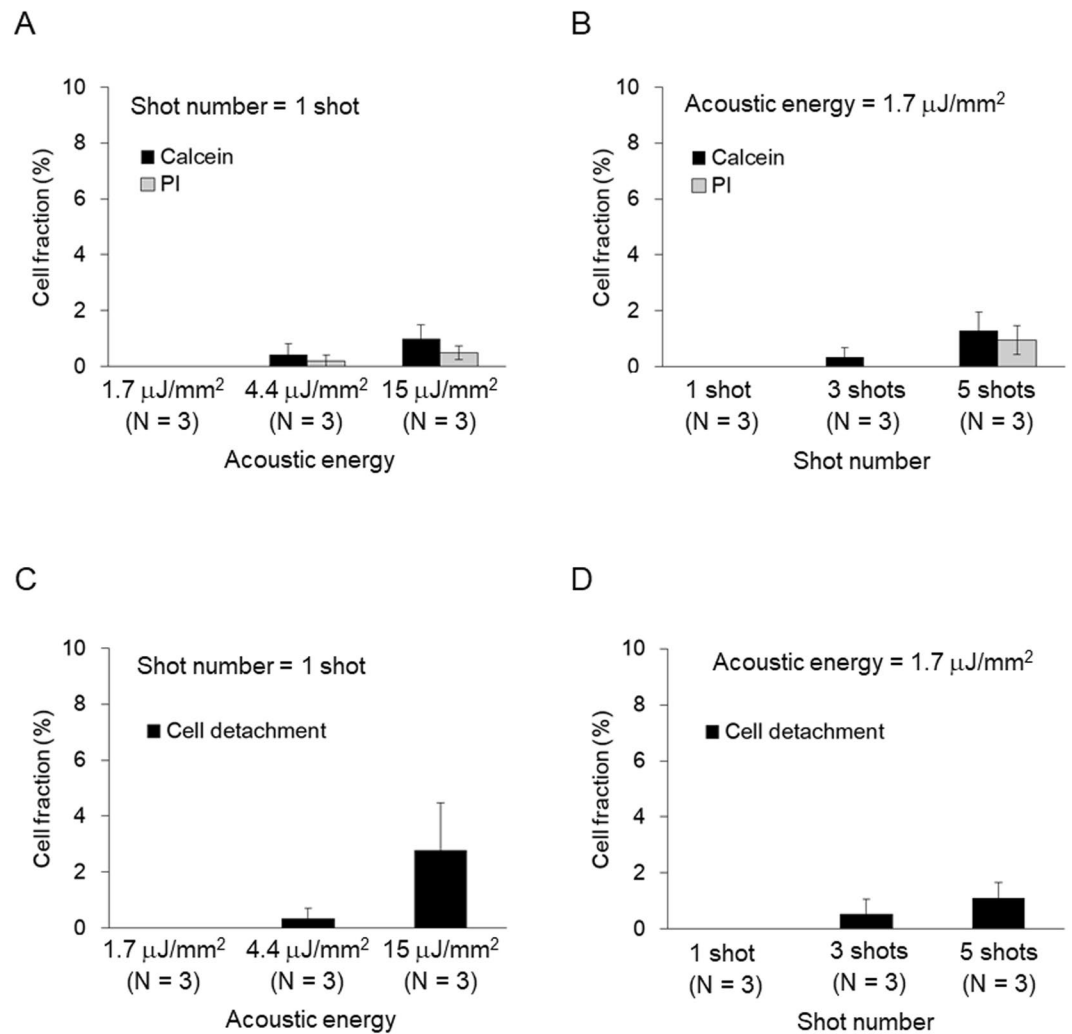 A
10
8
6
4
2
0
Cell fraction (%)
Shot number = 1 shot
Calcein
PI
1.7 μJ/mm² 4.4 μJ/mm² 15 μJ/mm²
(N = 3) (N = 3) (N = 3)
Acoustic energy
B
10
8
6
4
2
0
Cell fraction (%)
Acoustic energy = 1.7 μJ/mm²
Calcein
PI
1 shot 3 shots 5 shots
(N = 3) (N = 3) (N = 3)
Shot number
C
10
8
6
4
2
0
Cell fraction (%)
Shot number = 1 shot
Cell detachment
1.7 μJ/mm² 4.4 μJ/mm² 15 μJ/mm²
(N = 3) (N = 3) (N = 3)
Acoustic energy
D
10
8
6
4
2
0
Cell fraction (%)
Acoustic energy = 1.7 μJ/mm²
Cell detachment
1 shot 3 shots 5 shots
(N = 3) (N = 3) (N = 3)
Shot number